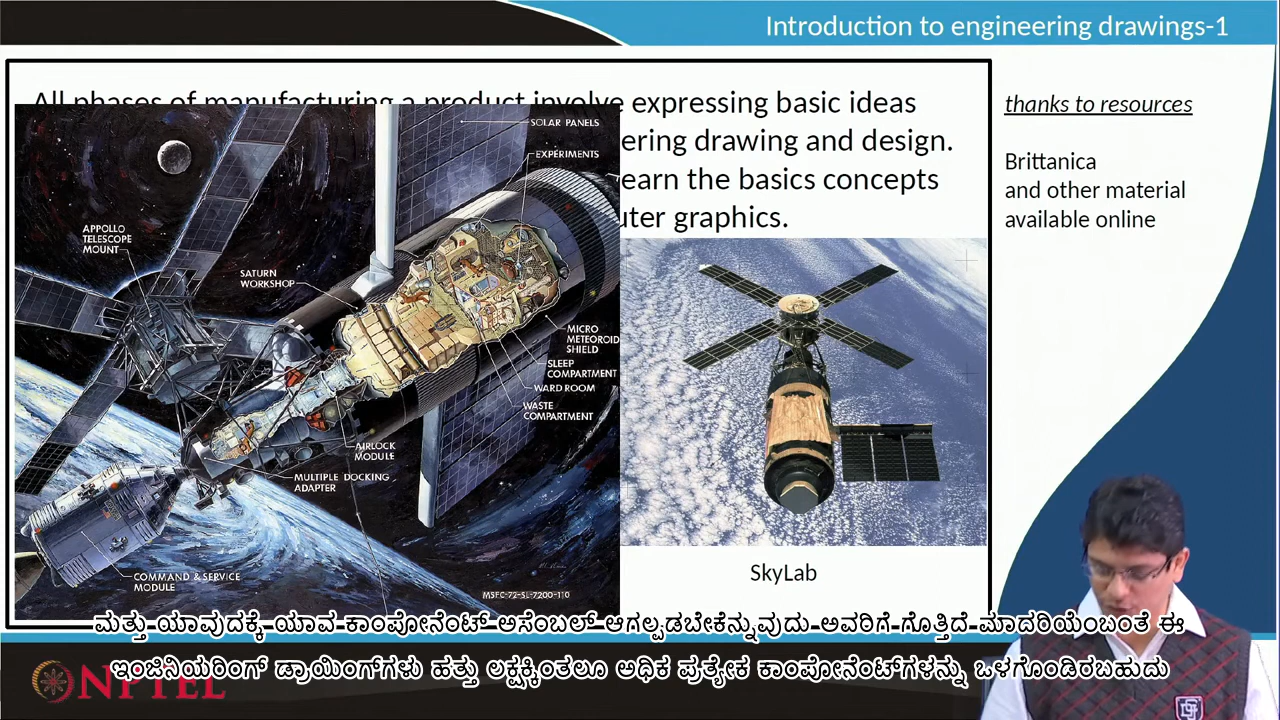 Introduction to engineering drawings-1
All phases of manufacturing a product involve expressing basic ideas
ering drawing and design.
earn the basics concepts
uter graphics.
thanks to resources
Brittanica
and other material
available online
SOLAR PANELS
EXPERIMENTS
APPOLLO
TELESCOPE
MOUNT
SATURN
WORKSHOP
MICRO
METEOROID
SHIELD
SLEEP
COMPARTMENT
WARD ROOM
WASTE
COMPARTMENT
AIRLOCK
MODULE
MULTIPLE DOCKING
ADAPTER
COMMAND & SERVICE
MODULE
MSFC-72-SL-7200-110
SkyLab
ಮತ್ತು ಯಾವುದಕ್ಕೆ ಯಾವ ಕಾಂಪೋನೆಂಟ್ ಅಸೆಂಬಲ್ ಆಗಲ್ಪಡಬೇಕೆನ್ನುವುದು ಅವರಿಗೆ ಗೊತ್ತಿದೆ ಮಾದರಿಯೆಂಬಂತೆ ಈ
ಇಂಜಿನಿಯರಿಂಗ್ ಡ್ರಾಯಿಂಗ್‌ಗಳು ಹತ್ತು ಲಕ್ಷಕ್ಕಿಂತಲೂ ಅಧಿಕ ಪ್ರತ್ಯೇಕ ಕಾಂಪೋನೆಂಟ್‌ಗಳನ್ನು ಒಳಗೊಂಡಿರಬಹುದು
NPTEL